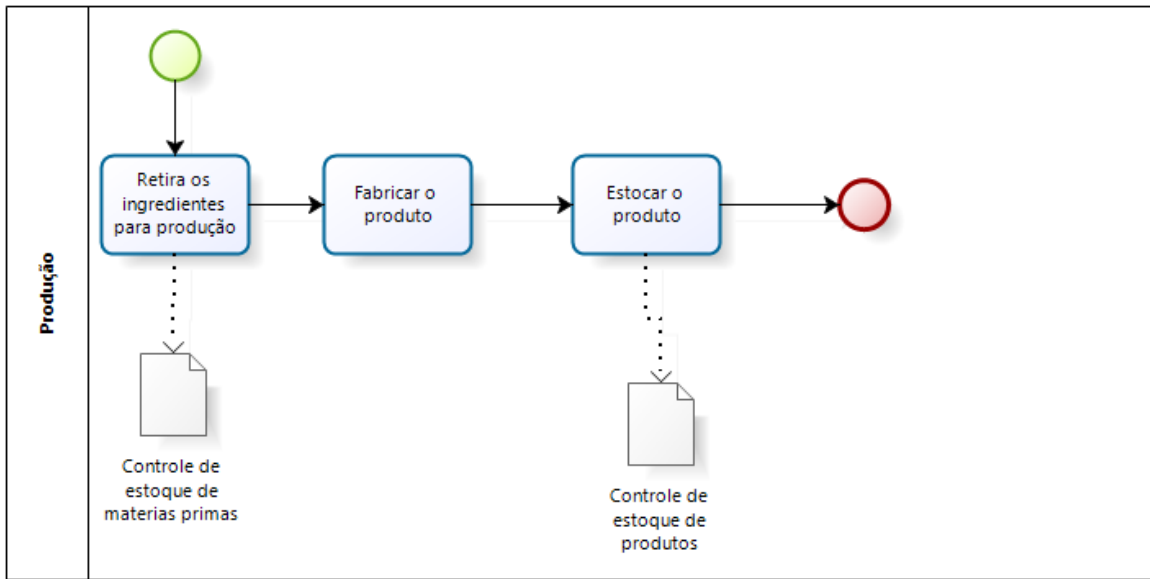 Produção
Retira os
ingredientes
para produção
Fabricar o
produto
Estocar o
produto
Controle de
estoque de
materias primas
Controle de
estoque de
produtos